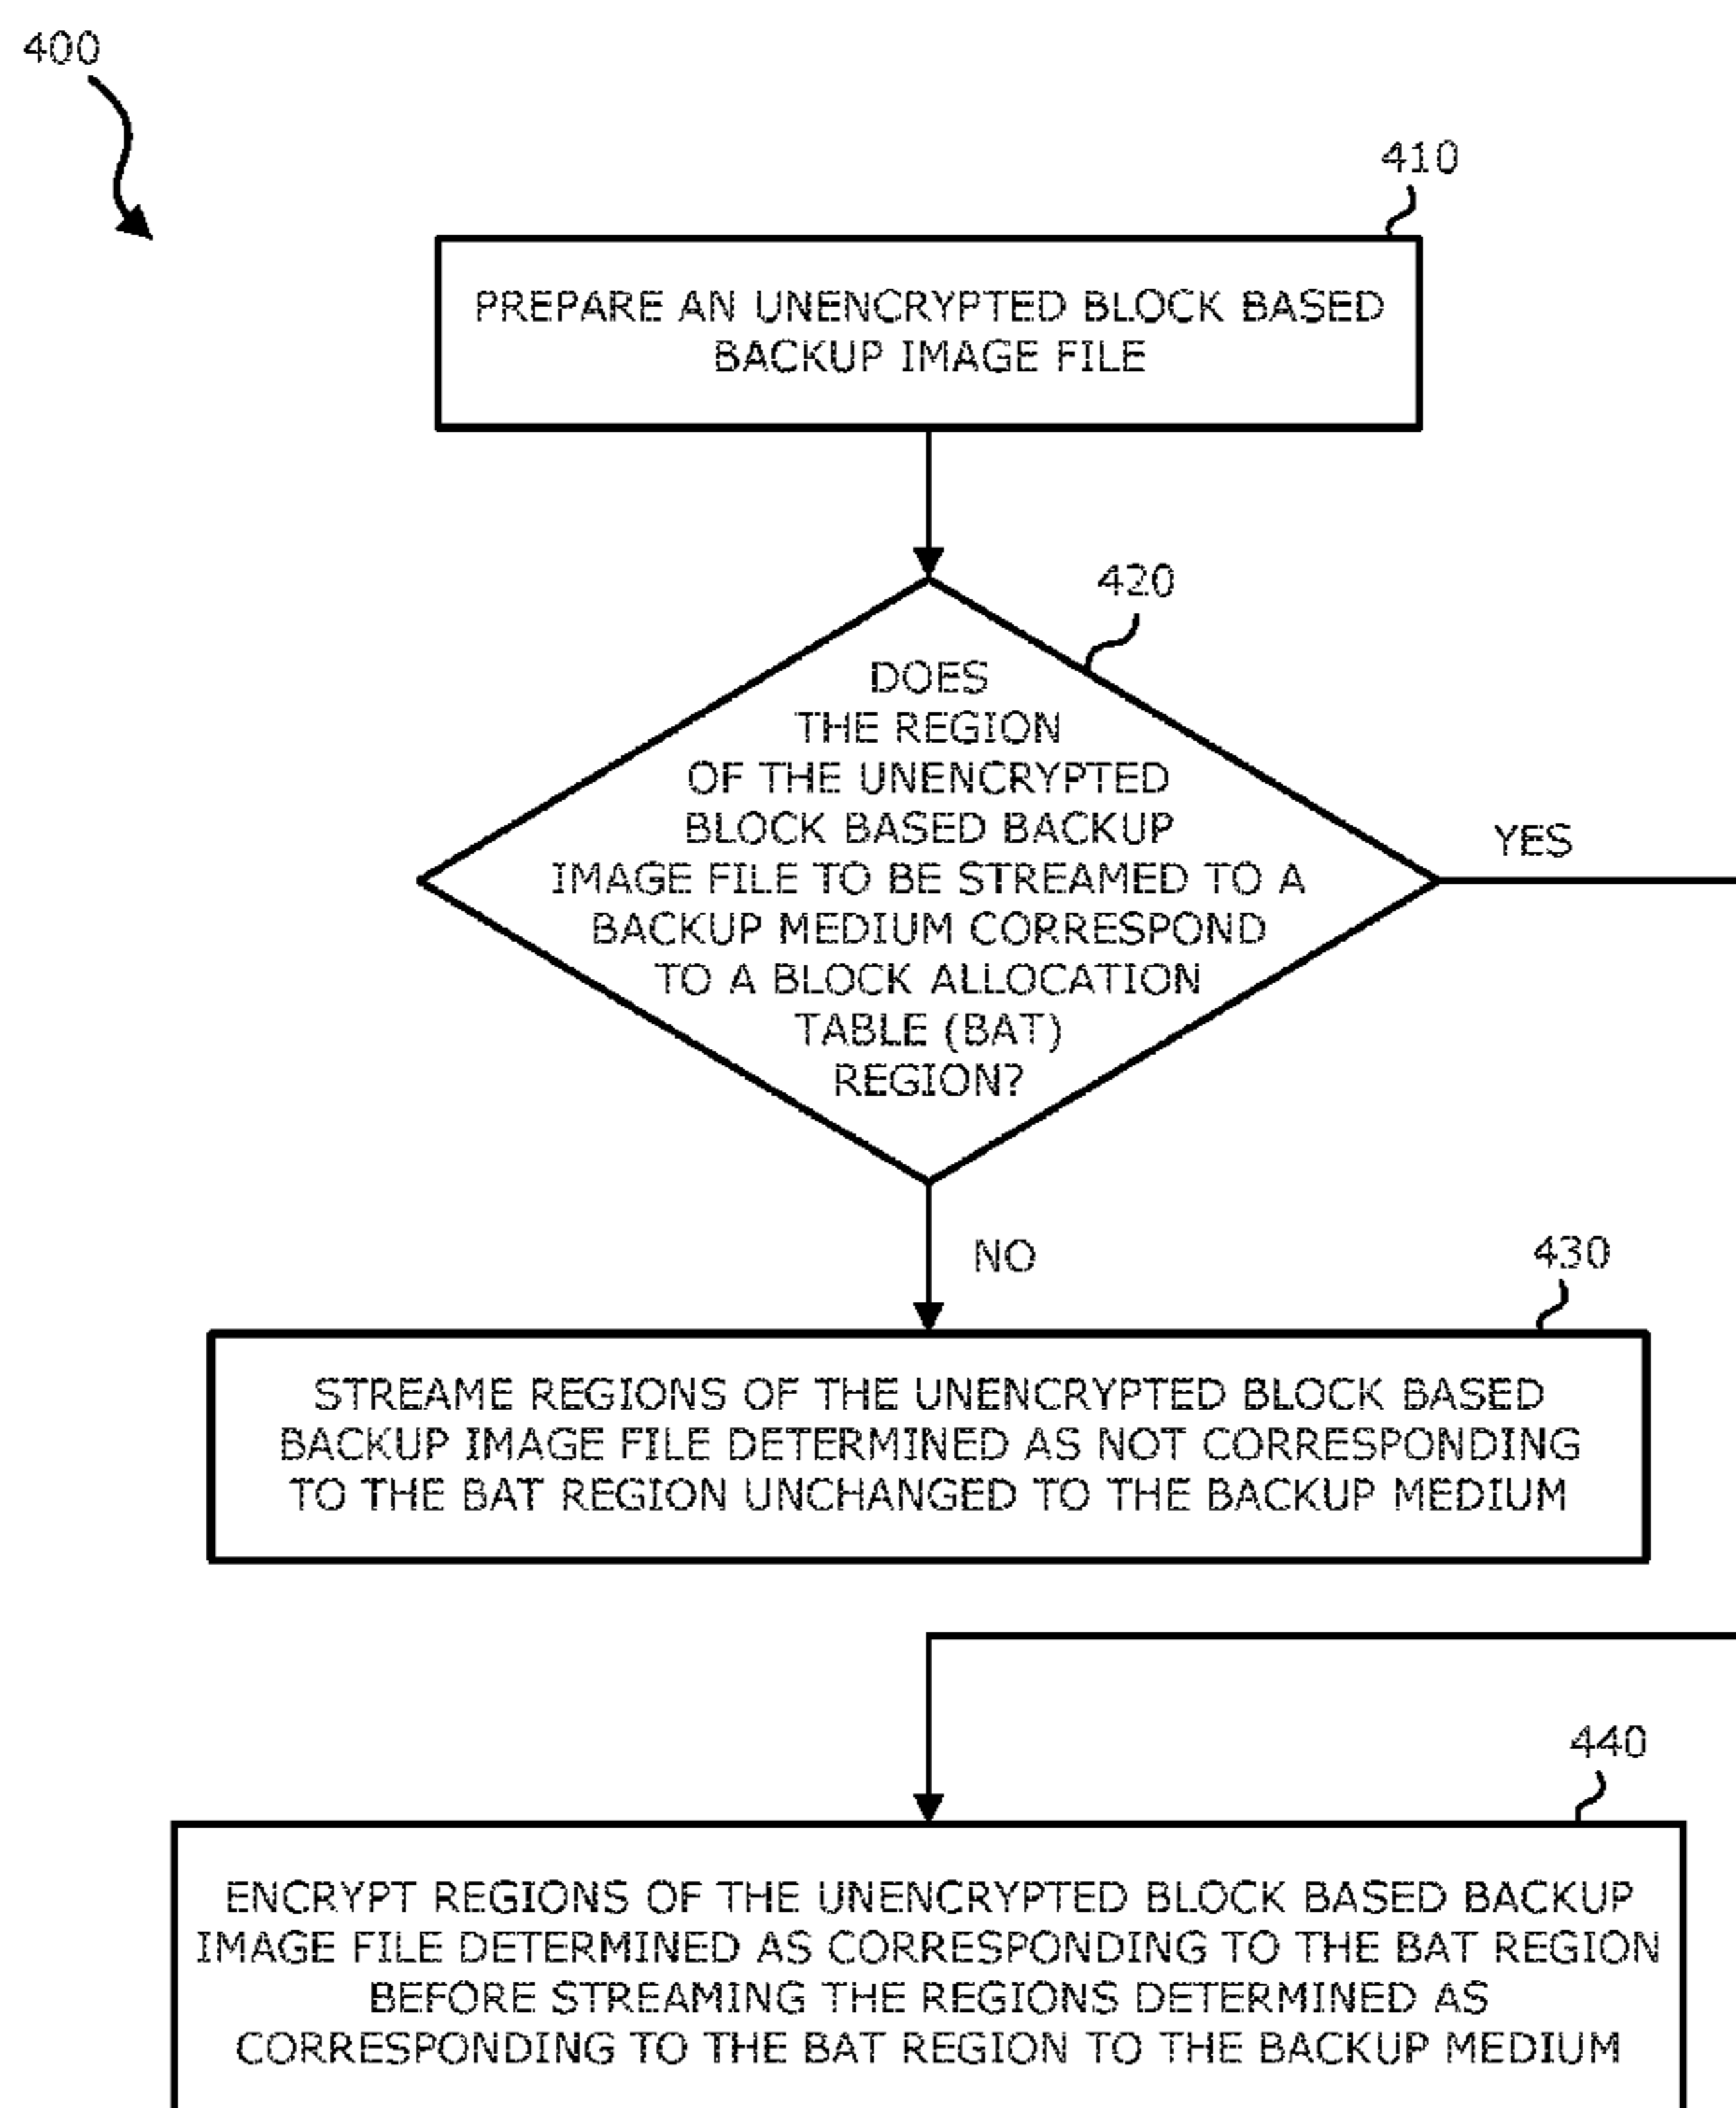 400
410
PREPARE AN UNENCRYPTED BLOCK BASED
BACKUP IMAGE FILE
420
DOES
THE REGION
OF THE UNENCRYPTED
BLOCK BASED BACKUP
IMAGE FILE TO BE STREAMED TO A
BACKUP MEDIUM CORRESPOND
TO A BLOCK ALLOCATION
TABLE (BAT)
REGION?
YES
NO
430
STREAME REGIONS OF THE UNENCRYPTED BLOCK BASED
BACKUP IMAGE FILE DETERMINED AS NOT CORRESPONDING
TO THE BAT REGION UNCHANGED TO THE BACKUP MEDIUM
440
ENCRYPT REGIONS OF THE UNENCRYPTED BLOCK BASED BACKUP
IMAGE FILE DETERMINED AS CORRESPONDING TO THE BAT REGION
BEFORE STREAMING THE REGIONS DETERMINED AS
CORRESPONDING TO THE BAT REGION TO THE BACKUP MEDIUM